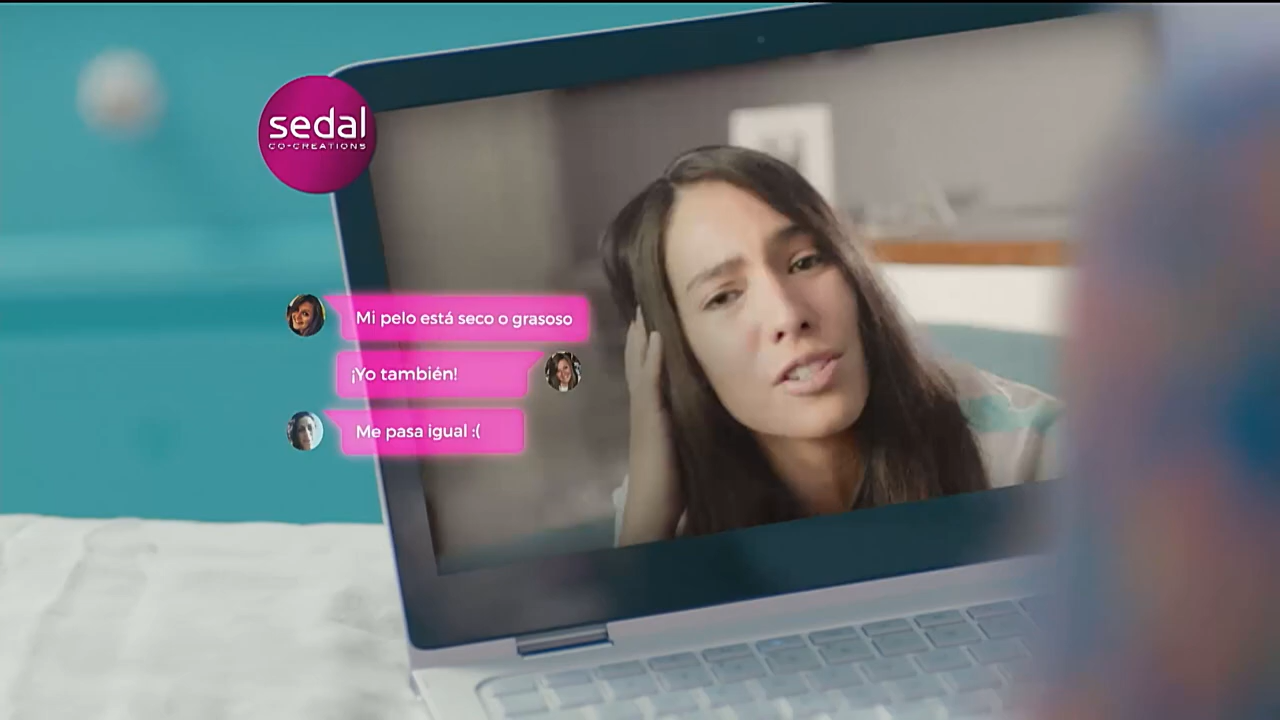 sedal
CO-CREATIONS
Mi pelo está seco o grasoso
¡Yo también!
Me pasa igual :(